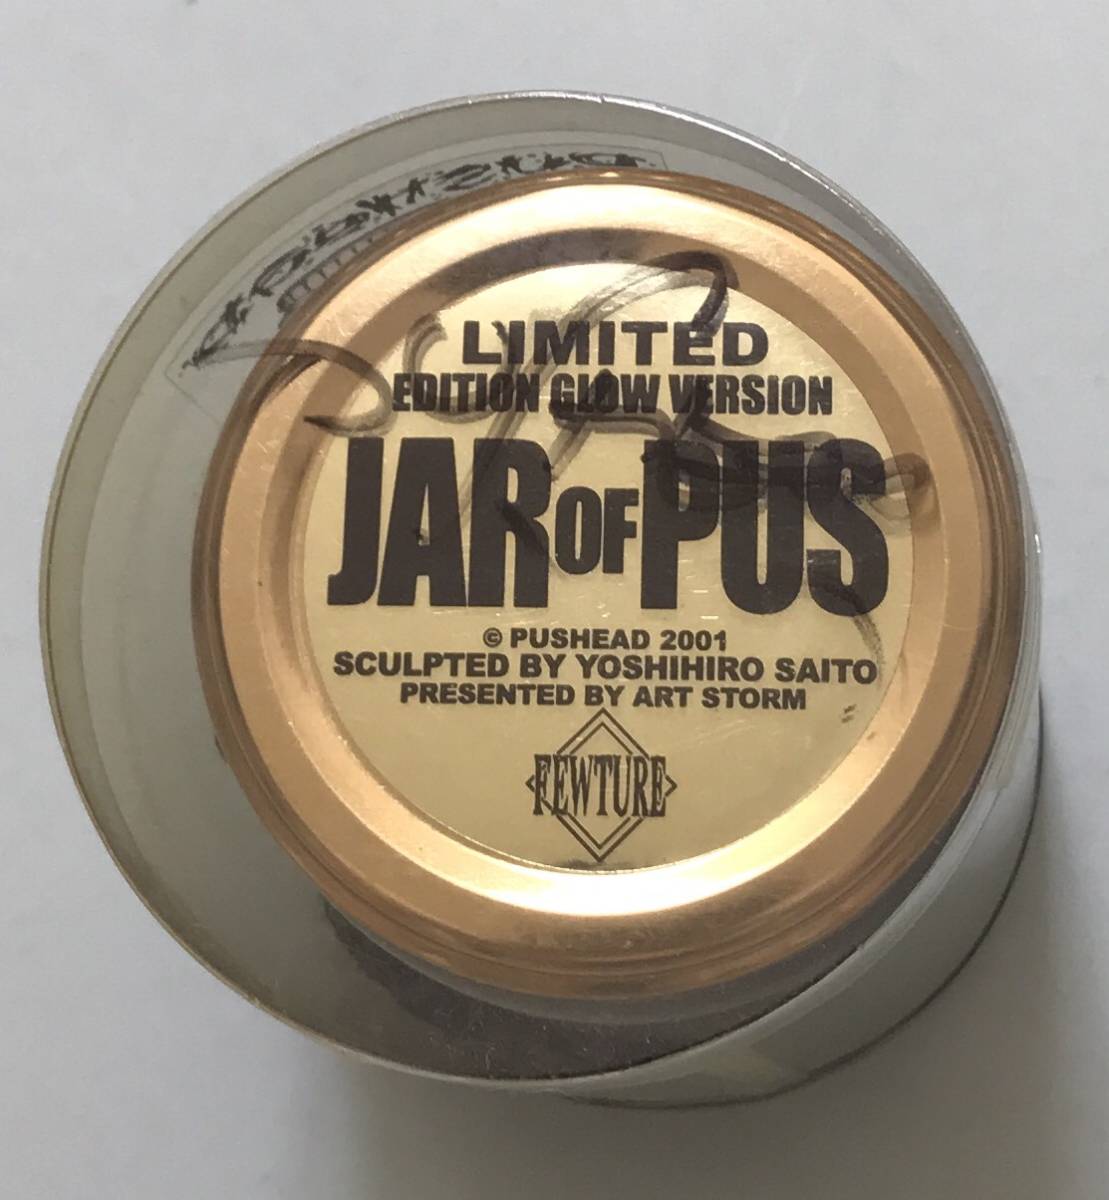 LIMITED
EDITION GLOW VERSION
JAR OF PUS
© PUSHEAD 2001
SCULPTED BY YOSHIHIRO SAITO
PRESENTED BY ART STORM
FEWTURE